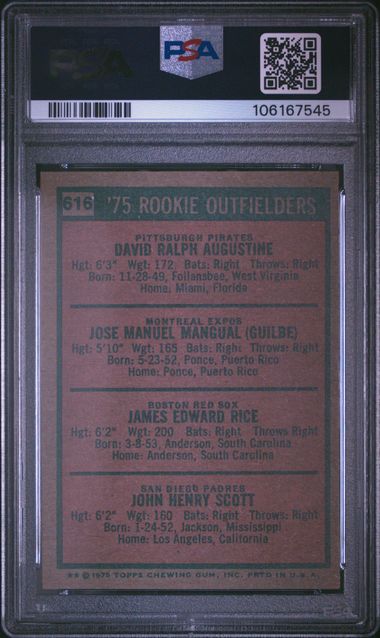 PSA
PSA
106167545
616 '75 ROOKIE OUTFIELDERS
PITTSBURGH PIRATES
DAVID RALPH AUGUSTINE
Hgt: 6'3" Wgt: 172 Bats: Right Throws: Right
Born: 11-28-49, Follansbee, West Virginia
Home: Miami, Florida
MONTREAL EXPOS
JOSE MANUEL MANGUAL (GUILBE)
Hgt: 5'10" Wgt: 165 Bats: Right Throws: Right
Born: 5-23-52, Ponce, Puerto Rico
Home: Ponce, Puerto Rico
BOSTON RED SOX
JAMES EDWARD RICE
Hgt: 6'2" Wgt: 200 Bats: Right Throws Right
Born: 3-8-53, Anderson, South Carolina
Home: Anderson, South Carolina
SAN DIEGO PADRES
JOHN HENRY SCOTT
Hgt: 6'2" Wgt: 160 Bats: Right Throws: Right
Born: 1-24-52, Jackson, Mississippi
Home: Los Angeles, California
** © 1975 TOPPS CHEWING GUM, INC. PRTD IN U.S.A.